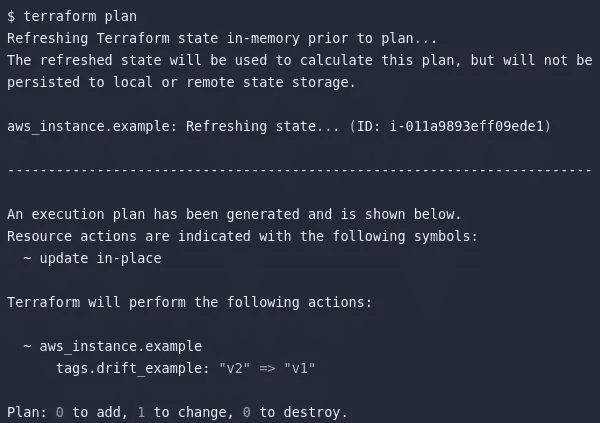 $ terraform plan
Refreshing Terraform state in-memory prior to plan...
The refreshed state will be used to calculate this plan, but will not be
persisted to local or remote state storage.
aws_instance.example: Refreshing state... (ID: i-011a9893eff09ede1)
------------------------------------------------------------------------
An execution plan has been generated and is shown below.
Resource actions are indicated with the following symbols:
  ~ update in-place
Terraform will perform the following actions:
  ~ aws_instance.example
      tags.drift_example: "v2" => "v1"
Plan: 0 to add, 1 to change, 0 to destroy.